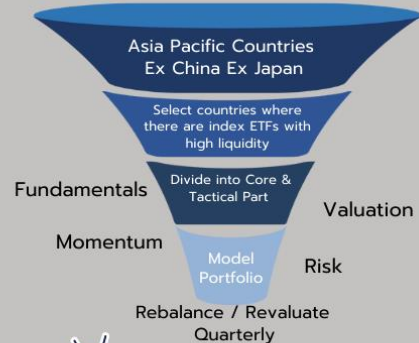 Asia Pacific Countries
Ex China Ex Japan
Select countries where
there are index ETFs with
high liquidity
Divide into Core &
Tactical Part
Fundamentals
Valuation
Momentum
Model
Portfolio
Risk
Rebalance / Revaluate
Quarterly